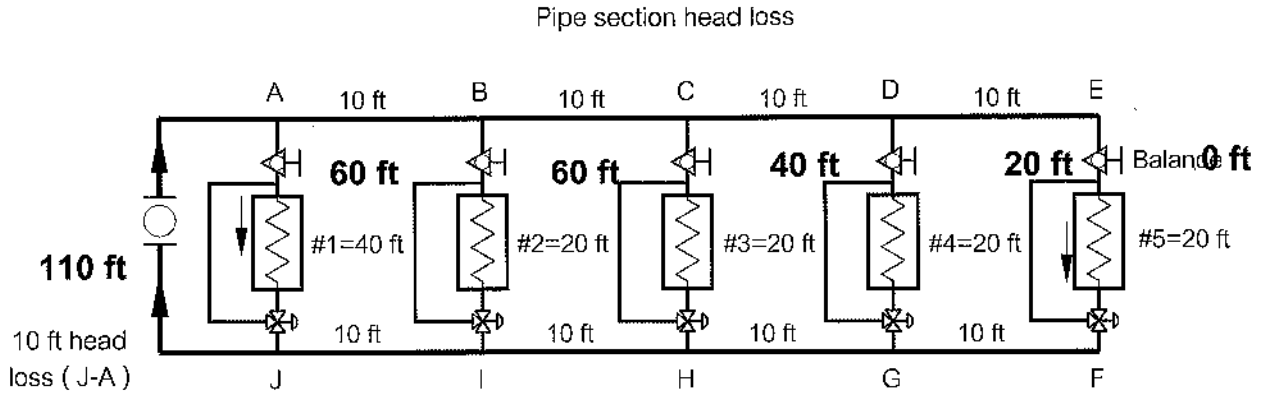 Pipe section head loss
A
B
C
D
E
10 ft
10 ft
10 ft
10 ft
60 ft
60 ft
40 ft
20 ft
Balance
0 ft
#1=40 ft
#2=20 ft
#3=20 ft
#4=20 ft
#5=20 ft
110 ft
10 ft head
loss ( J-A )
10 ft
10 ft
10 ft
10 ft
J
I
H
G
F